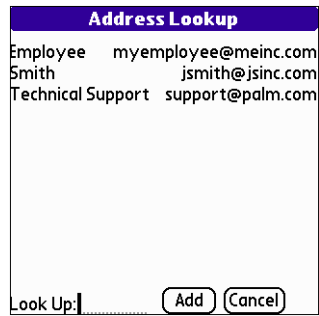 Address Lookup
Employee myemployee@meinc.com
Smith jsmith@jsinc.com
Technical Support support@palm.com
Look Up: Add Cancel